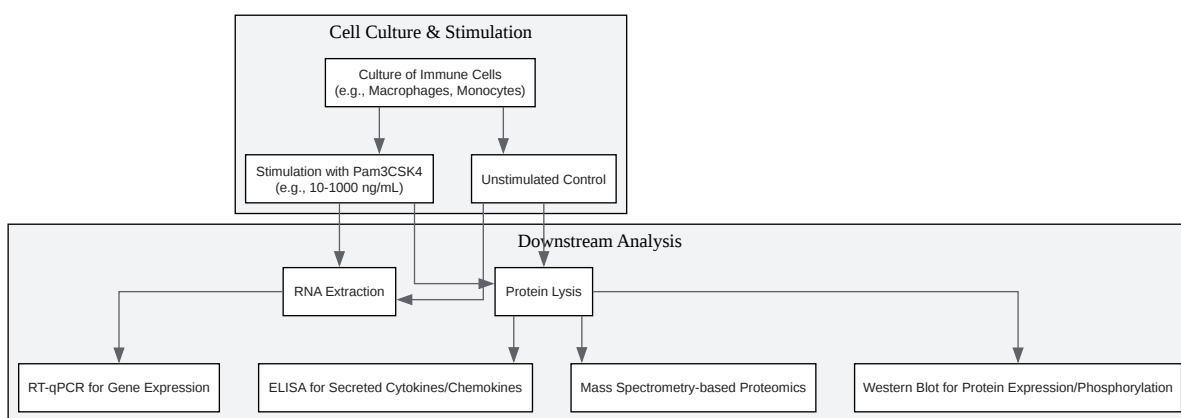 Cell Culture & Stimulation
Culture of Immune Cells
(e.g., Macrophages, Monocytes)
Stimulation with Pam3CSK4
(e.g., 10-1000 ng/mL)
Unstimulated Control
Downstream Analysis
RNA Extraction
Protein Lysis
RT-qPCR for Gene Expression
ELISA for Secreted Cytokines/Chemokines
Mass Spectrometry-based Proteomics
Western Blot for Protein Expression/Phosphorylation